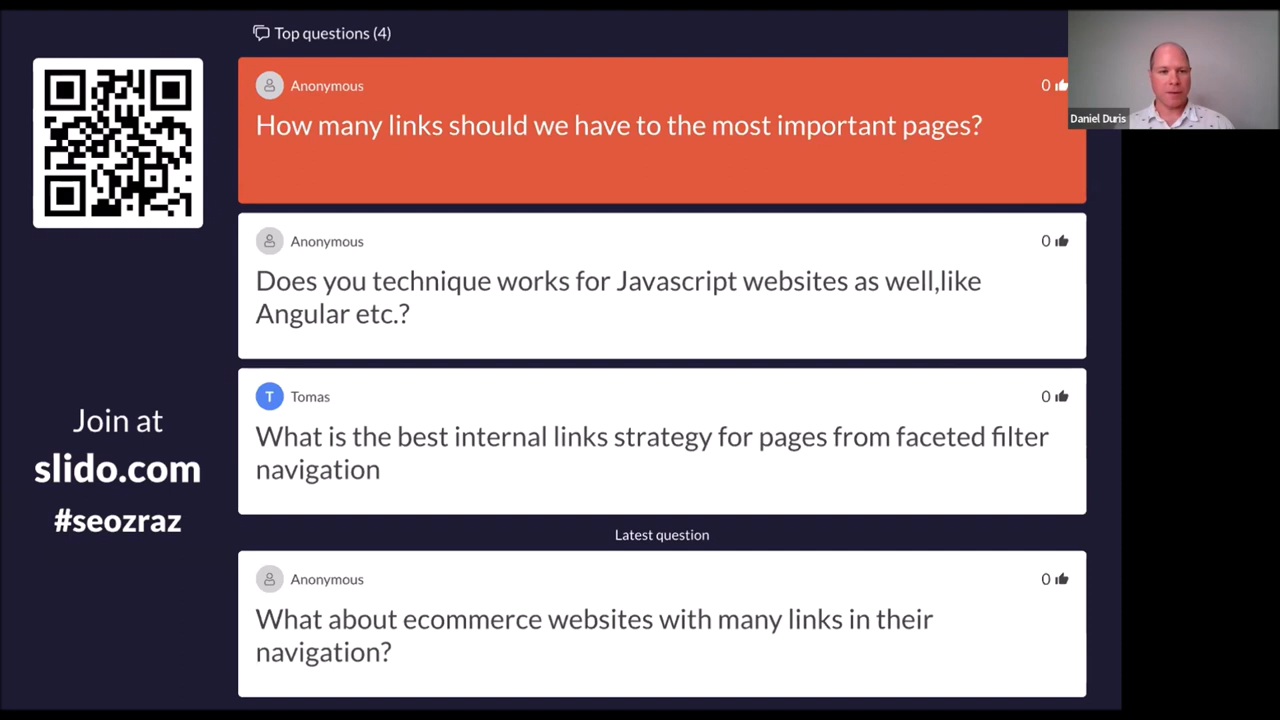 Top questions (4)
Anonymous
0
How many links should we have to the most important pages?
Daniel Duris
Anonymous
0
Does you technique works for Javascript websites as well,like
Angular etc.?
T
Tomas
0
What is the best internal links strategy for pages from faceted filter
navigation
Join at
slido.com
#seozraz
Latest question
Anonymous
0
What about ecommerce websites with many links in their
navigation?